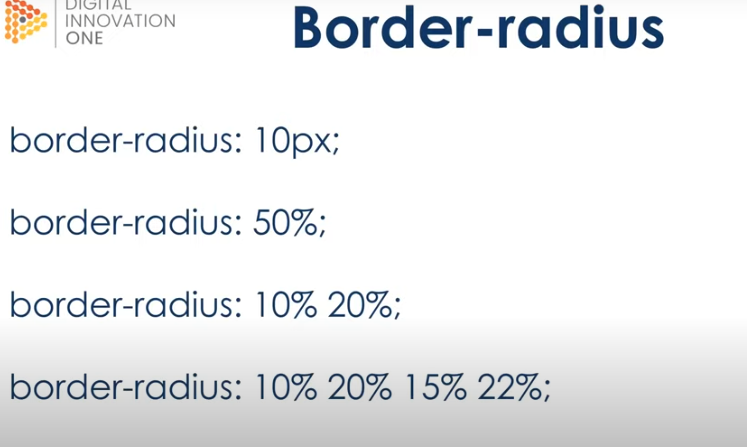 DIGITAL
INNOVATION
ONE
Border-radius
border-radius: 10px;
border-radius: 50%;
border-radius: 10% 20%;
border-radius: 10% 20% 15% 22%;